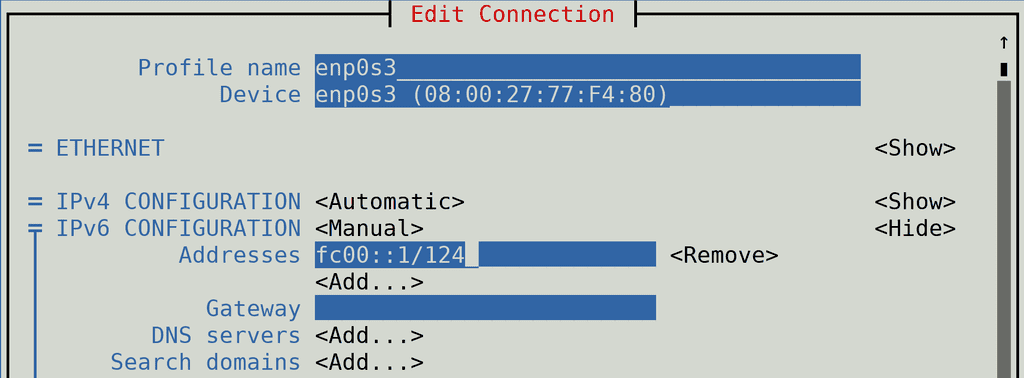 Edit Connection
↑
Profile name enp0s3
Device enp0s3 (08:00:27:77:F4:80)
= ETHERNET <Show>
= IPv4 CONFIGURATION <Automatic> <Show>
= IPv6 CONFIGURATION <Manual> <Hide>
Addresses fc00::1/124 <Remove>
<Add...>
Gateway
DNS servers <Add...>
Search domains <Add...>